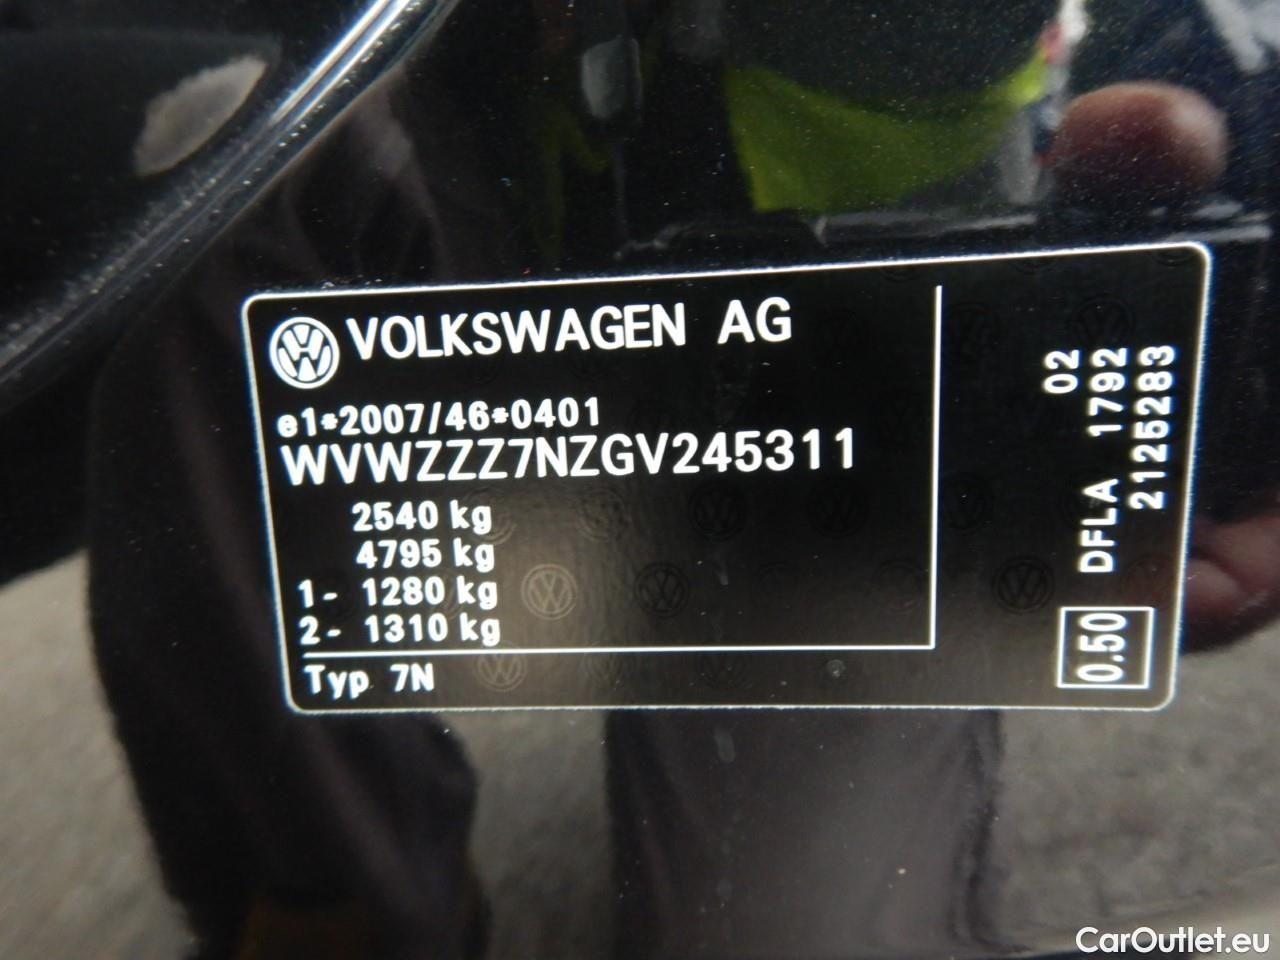 VOLKSWAGEN AG
e1*2007/46*0401
WVWZZZ7NZGV245311
2540 kg
4795 kg
1- 1280 kg
2- 1310 kg
Typ 7N
02
DFLA 1792
2125283
0.50
CarOutlet.eu